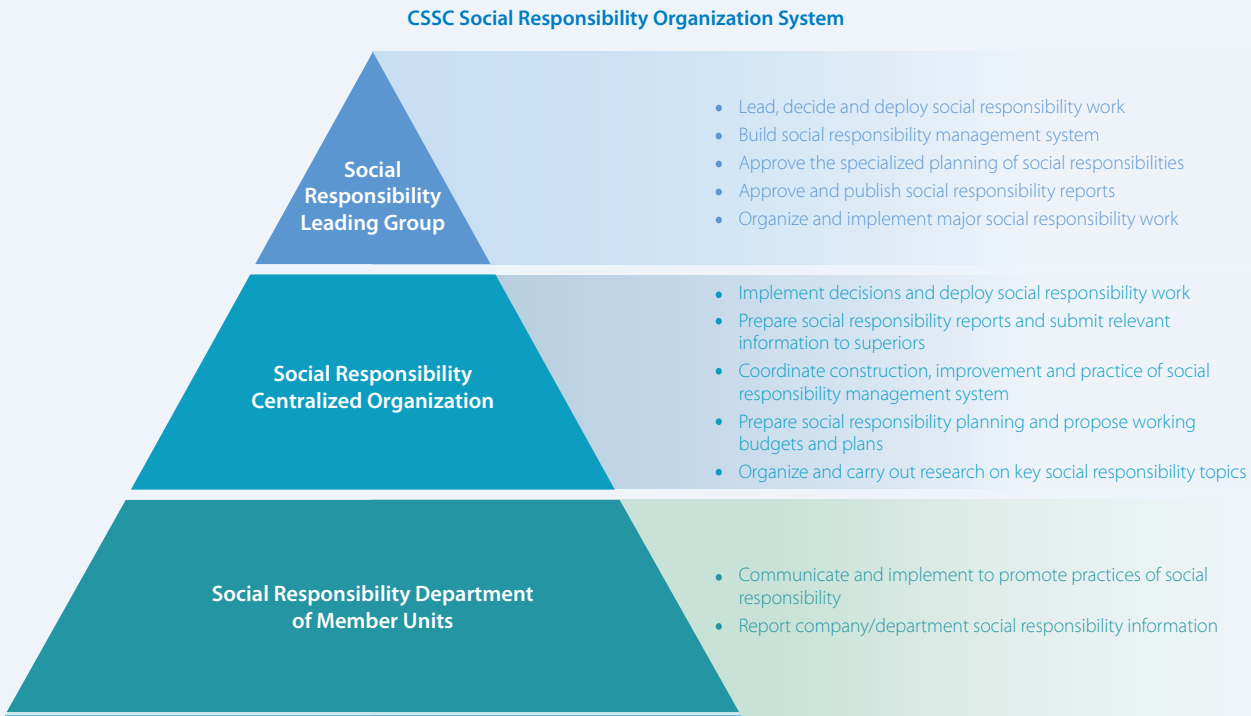 CSSC Social Responsibility Organization System
Social
Responsibility
Leading Group
• Lead, decide and deploy social responsibility work
• Build social responsibility management system
• Approve the specialized planning of social responsibilities
• Approve and publish social responsibility reports
• Organize and implement major social responsibility work
Social Responsibility
Centralized Organization
• Implement decisions and deploy social responsibility work
• Prepare social responsibility reports and submit relevant
information to superiors
• Coordinate construction, improvement and practice of social
responsibility management system
• Prepare social responsibility planning and propose working
budgets and plans
• Organize and carry out research on key social responsibility topics
Social Responsibility Department
of Member Units
• Communicate and implement to promote practices of social
responsibility
• Report company/department social responsibility information